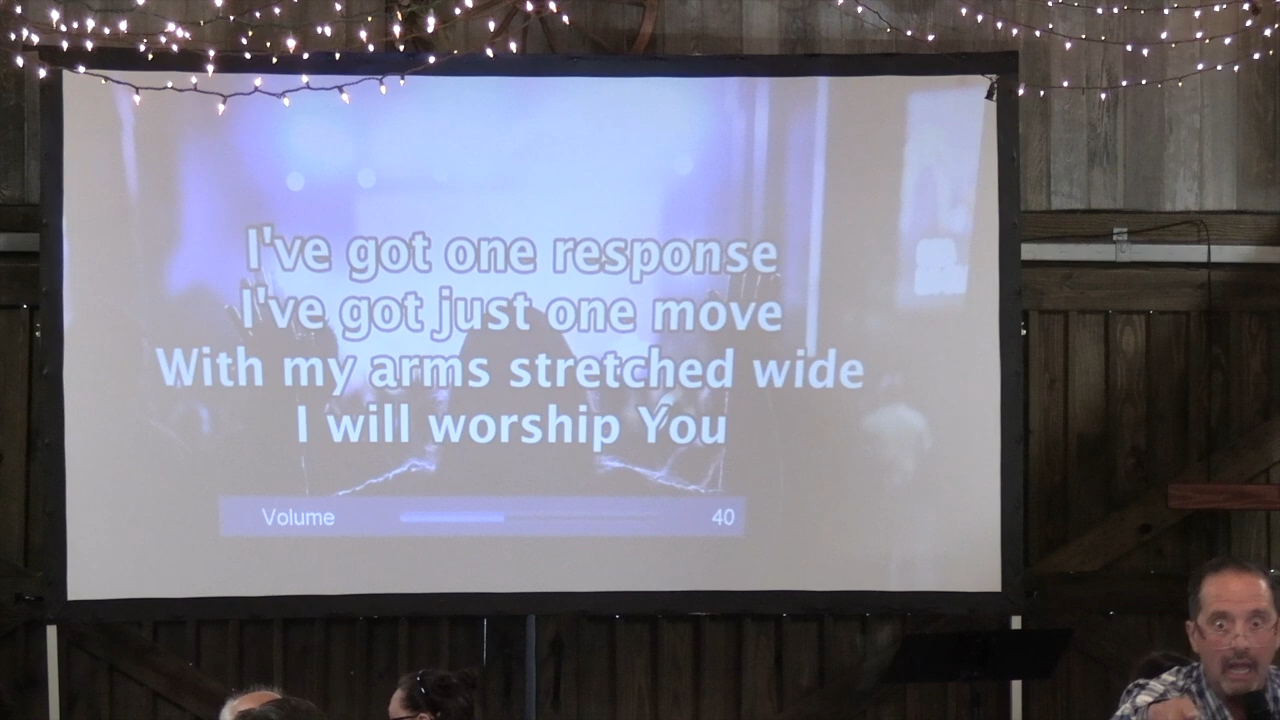 I've got one response
I've got just one move
With my arms stretched wide
I will worship You
Volume 40